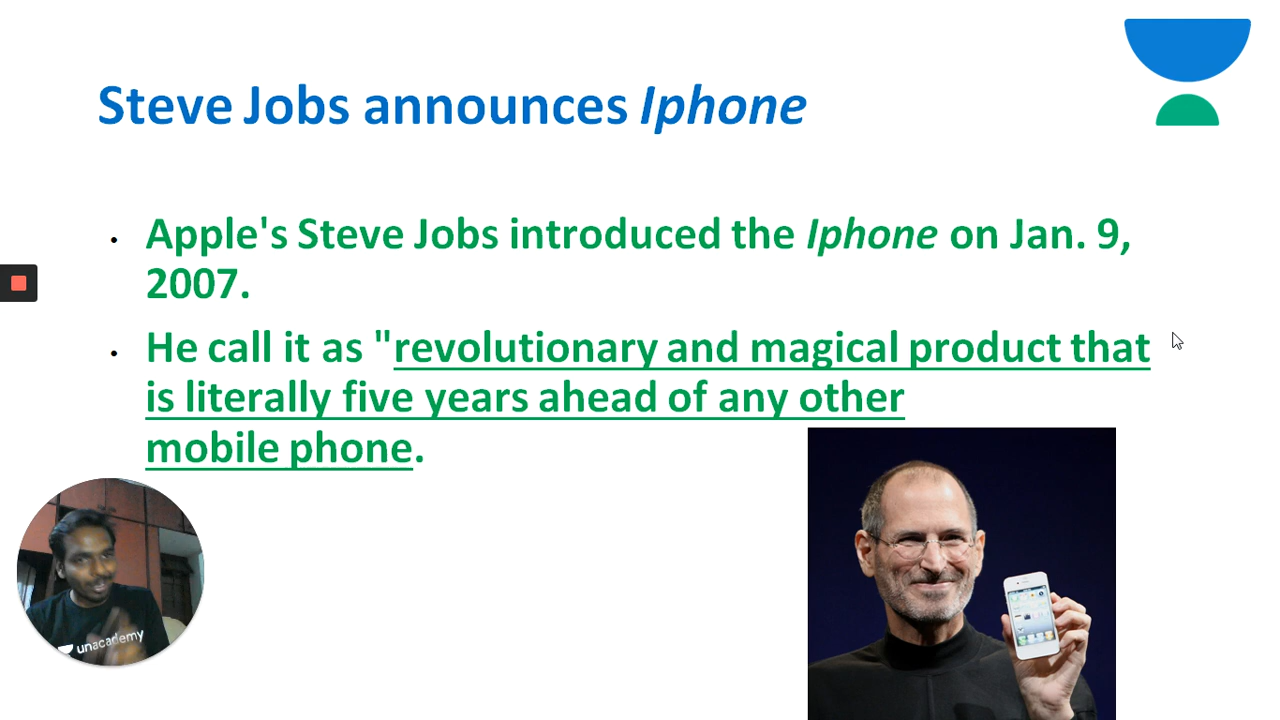 Steve Jobs announces Iphone
• Apple's Steve Jobs introduced the Iphone on Jan. 9,
2007.
• He call it as "revolutionary and magical product that
is literally five years ahead of any other
mobile phone.
unacademy